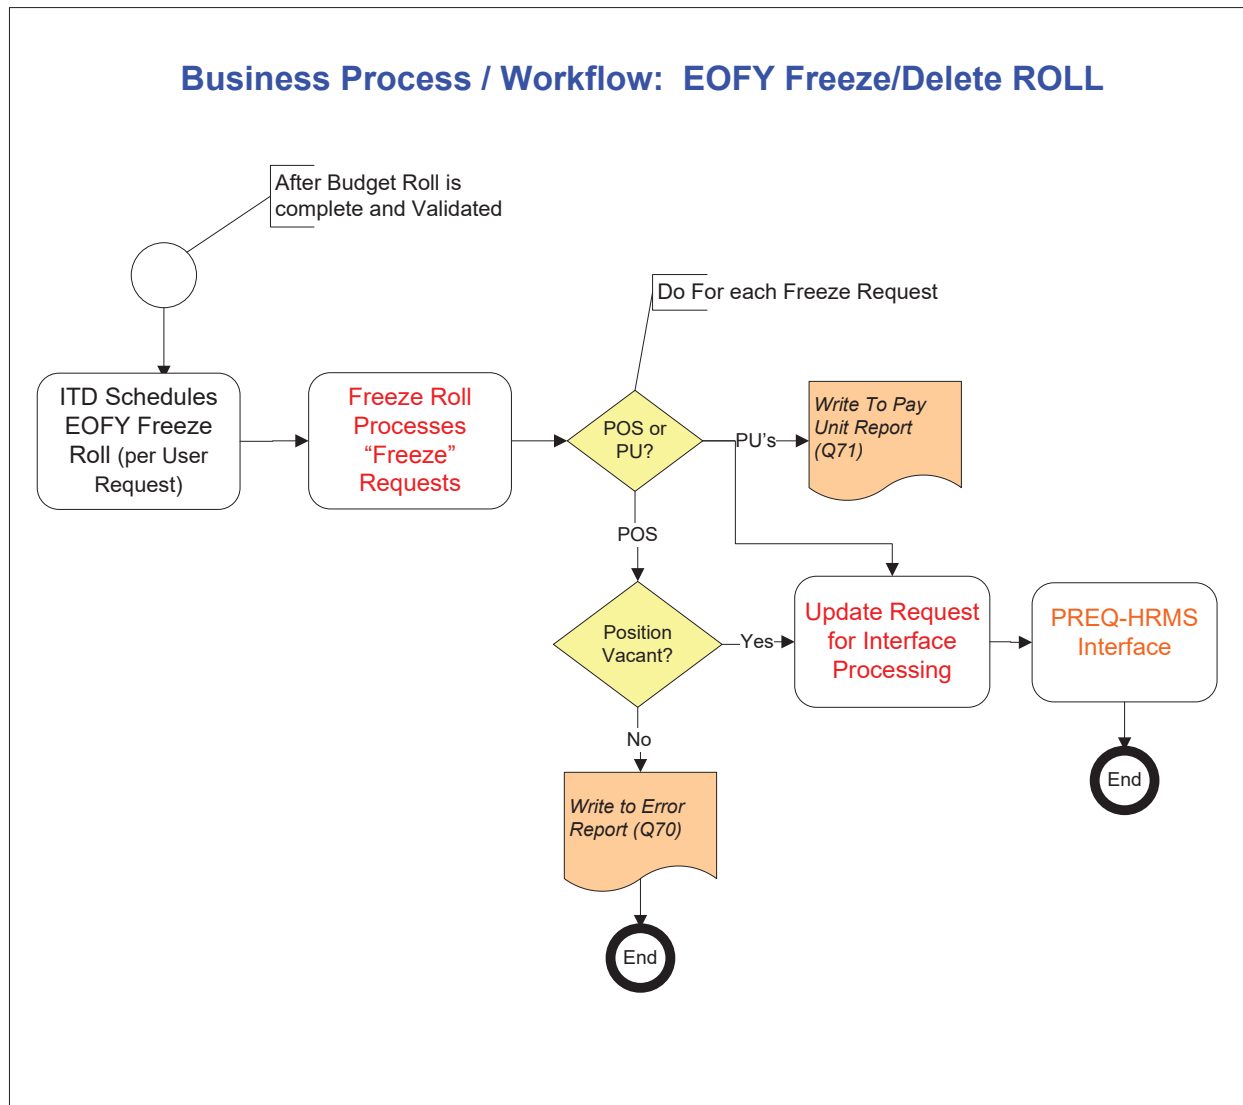 Business Process / Workflow: EOFY Freeze/Delete ROLL
After Budget Roll is
complete and Validated
Do For each Freeze Request
ITD Schedules
EOFY Freeze
Roll (per User
Request)
Freeze Roll
Processes
“Freeze”
Requests
POS or
PU?
PU’s
Write To Pay
Unit Report
(Q71)
POS
Position
Vacant?
Yes
Update Request
for Interface
Processing
PREQ-HRMS
Interface
No
End
Write to Error
Report (Q70)
End